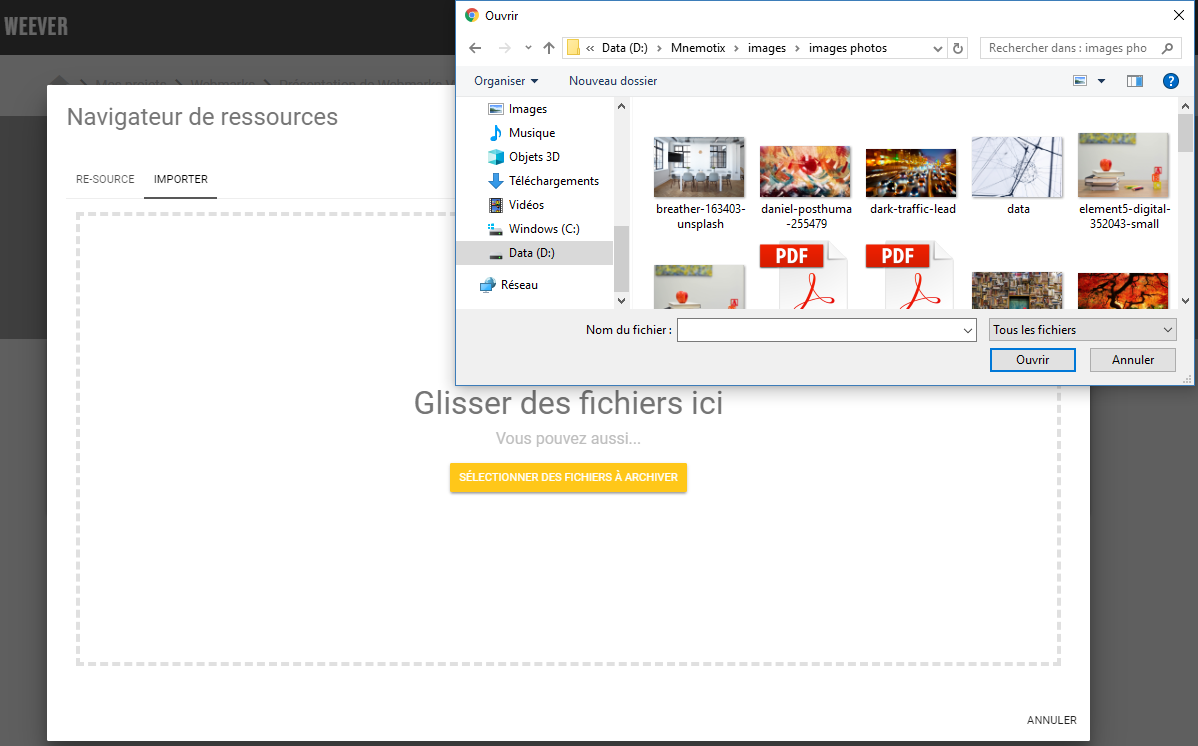 WEEVER
Mes projets Webmarks Présentation de Webmarks W
Navigateur de ressources
RE-SOURCE IMPORTER
Glisser des fichiers ici
Vous pouvez aussi...
SÉLECTIONNER DES FICHIERS À ARCHIVER
ANNULER
Ouvrir
« Data (D:) › Mnemotix › images › images photos
Rechercher dans : images pho
Organiser Nouveau dossier
Images
Musique
Objets 3D
Téléchargements
Vidéos
Windows (C:)
Data (D:)
Réseau
breather-163403-
unsplash
daniel-posthuma
-255479
dark-traffic-lead
data
element5-digital-
352043-small
PDF
PDF
Nom du fichier :
Tous les fichiers
Ouvrir Annuler